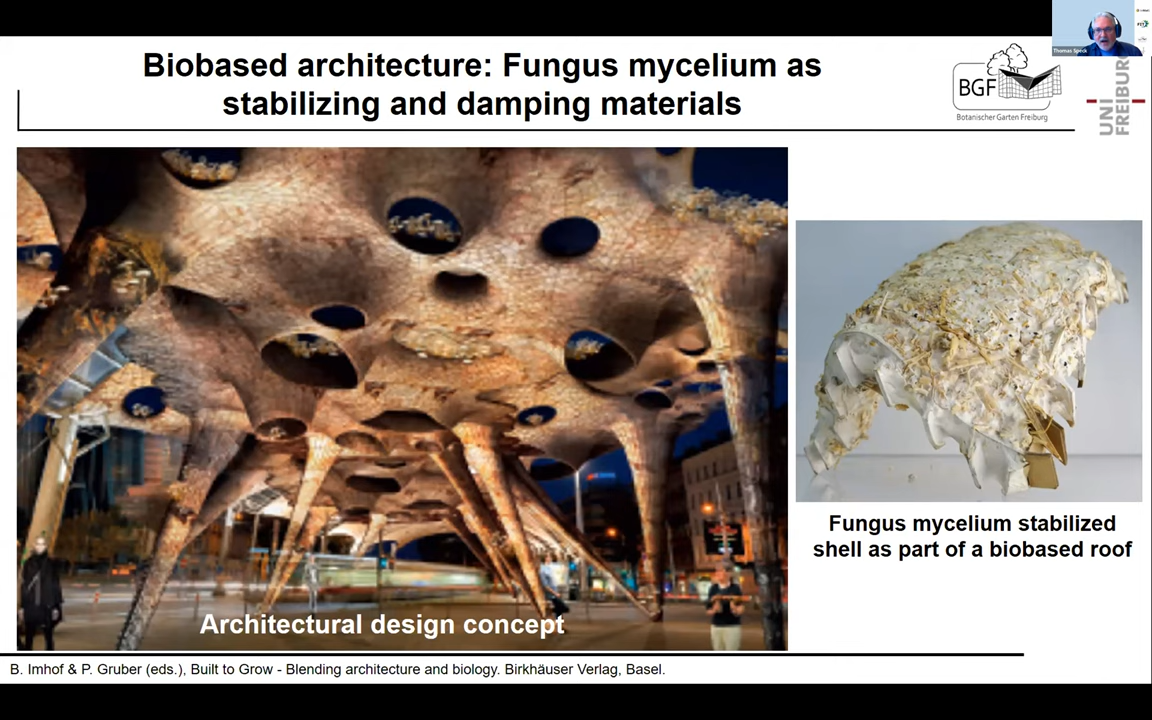 Biobased architecture: Fungus mycelium as
stabilizing and damping materials
BGF
Botanischer Garten Freiburg
UNI
FREIBURG
Thomas Speck
Architectural design concept
Fungus mycelium stabilized
shell as part of a biobased roof
B. Imhof & P. Gruber (eds.), Built to Grow - Blending architecture and biology. Birkhäuser Verlag, Basel.